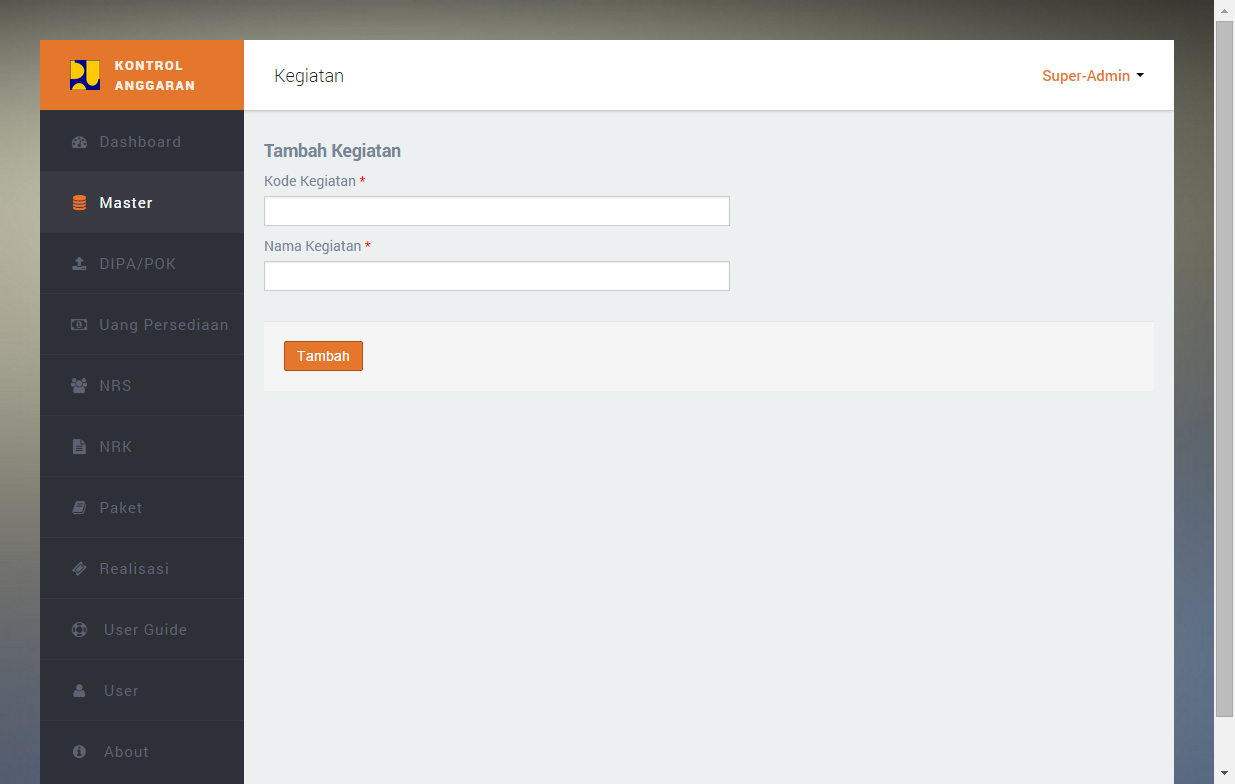 KONTROL
ANGGARAN
Kegiatan
Super-Admin
Dashboard
Master
DIPA/POK
Uang Persediaan
NRS
NRK
Paket
Realisasi
User Guide
User
About
Tambah Kegiatan
Kode Kegiatan *
Nama Kegiatan *
Tambah